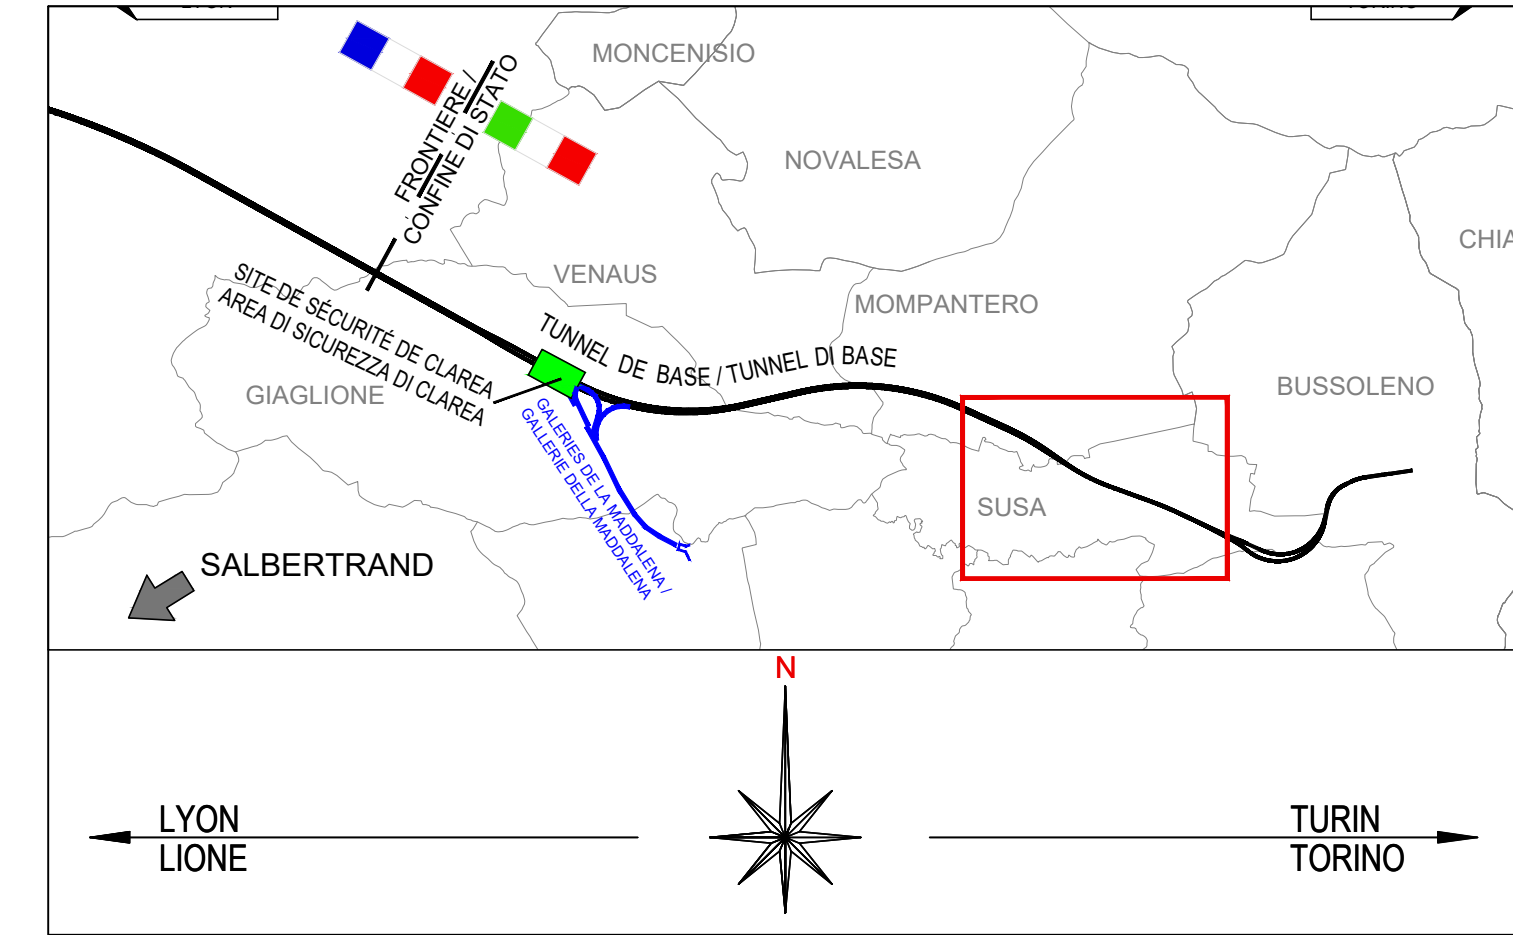 MONCENISIO
FRONTIERE /
CONFINE DI STATO
NOVALESA
CHIA
VENAUS
SITE DE SÉCURITÉ DE CLAREA
AREA DI SICUREZZA DI CLAREA
MOMPANTERO
TUNNEL DE BASE / TUNNEL DI BASE
GIAGLIONE
BUSSOLENO
GALERIES DE LA MADDALENA /
GALLERIE DELLA MADDALENA
SUSA
SALBERTRAND
N
LYON
LIONE
TURIN
TORINO